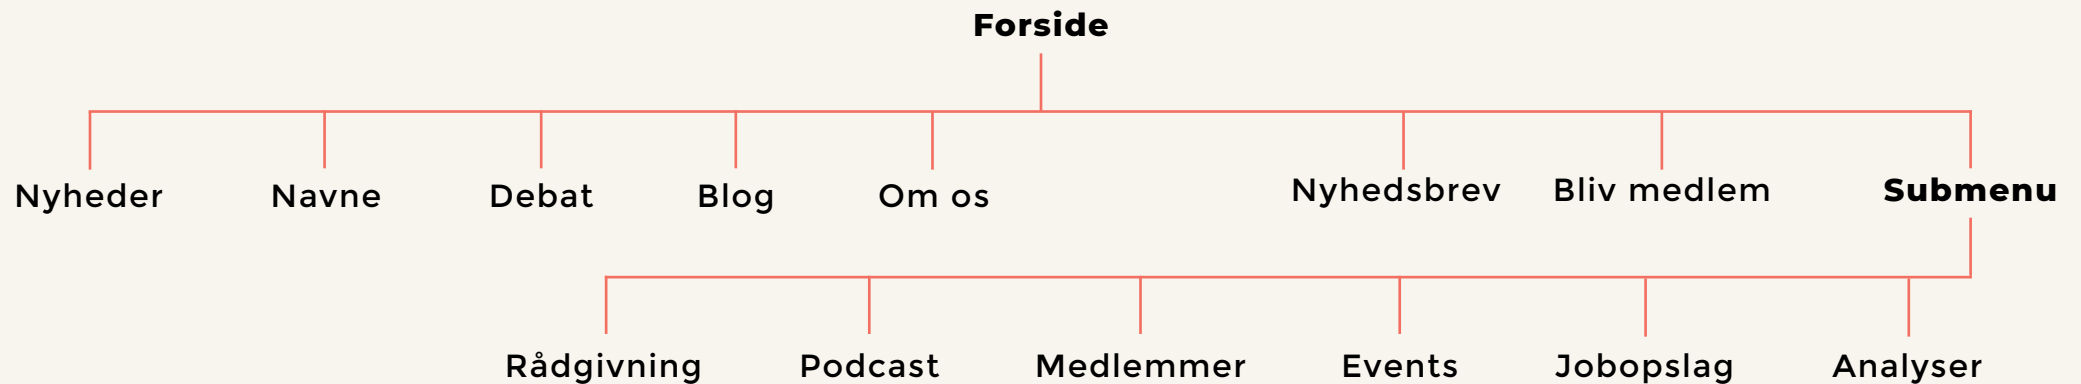 Forside
Nyheder Navne Debat Blog Om os Nyhedsbrev Bliv medlem Submenu
Rådgivning Podcast Medlemmer Events Jobopslag Analyser